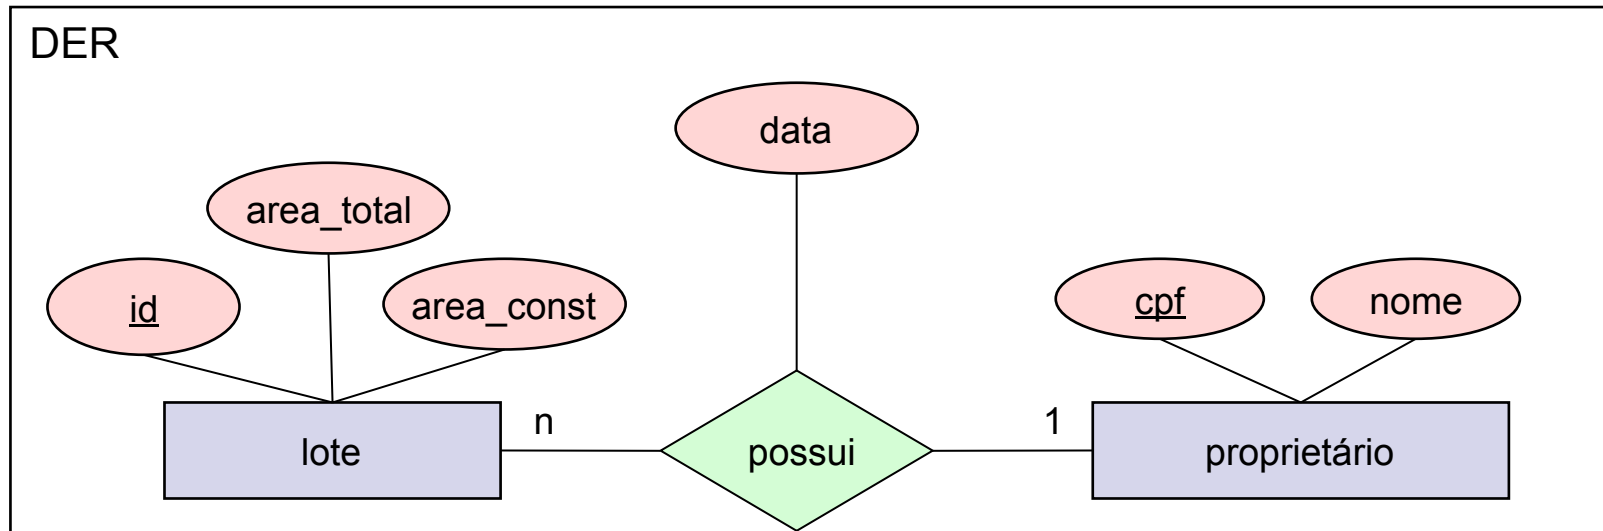 DER
data
area_total
id
area_const
cpf
nome
n
1
lote
possui
proprietário